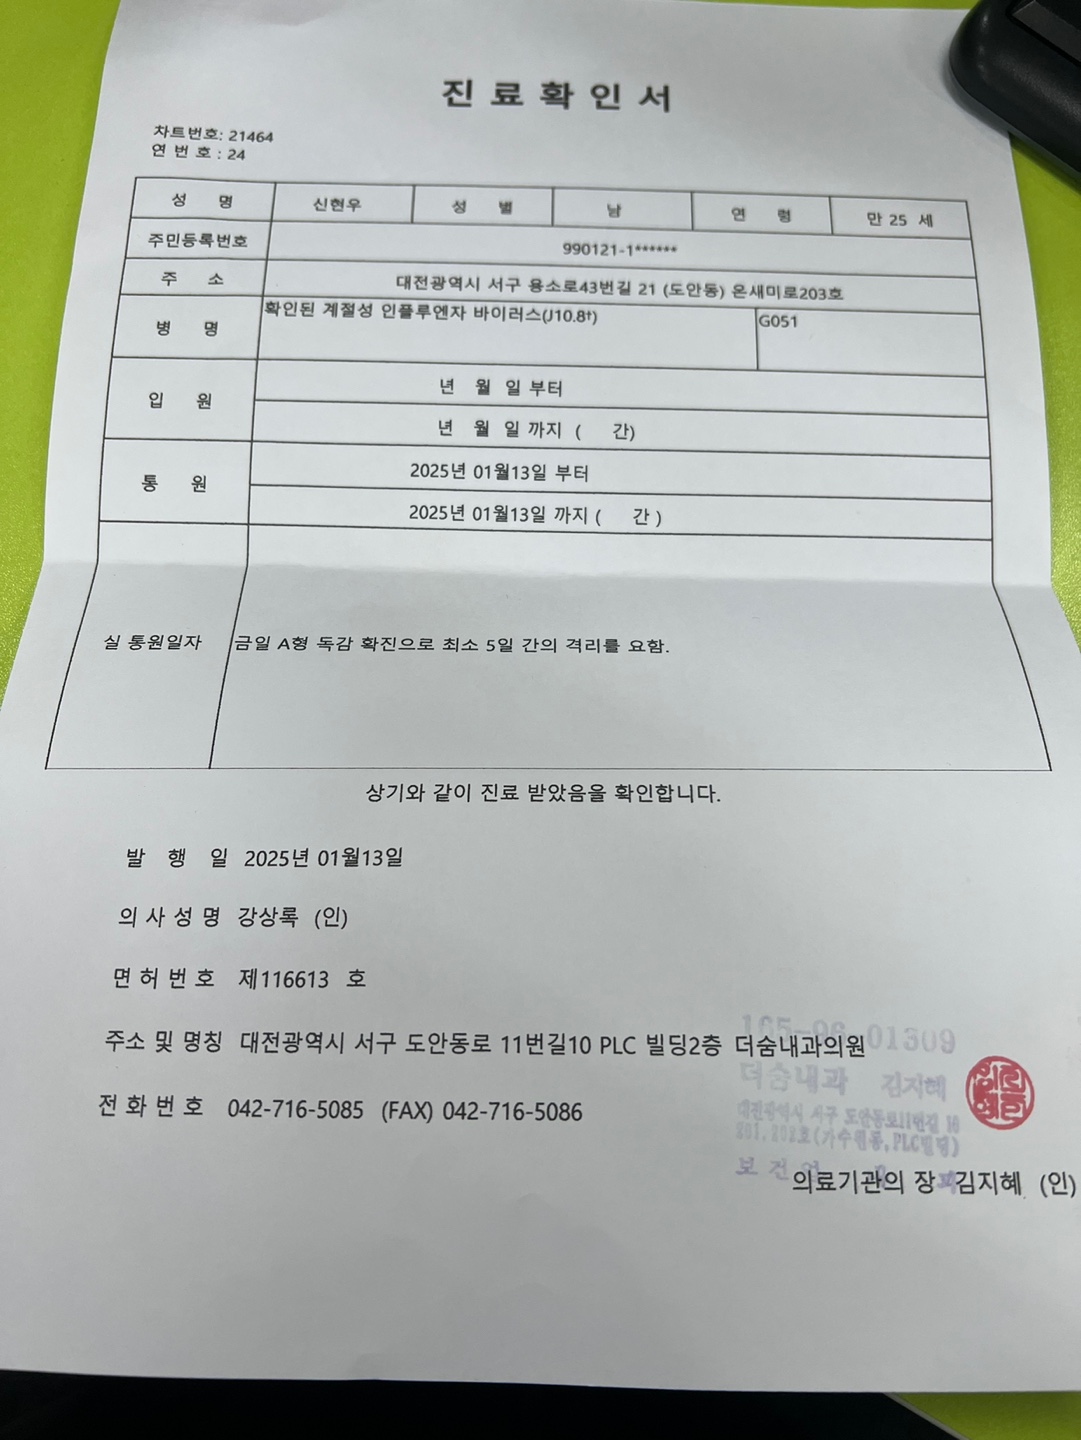 진 료 확 인 서
차트번호: 21464
연 번 호 : 24
성 명 신현우 성 별 남 연 령 만 25 세
주민등록번호 990121-1******
주 소 대전광역시 서구 용소로43번길 21 (도안동) 온새미로203호
병 명 확인된 계절성 인플루엔자 바이러스(J10.8†) G051
입 원 년 월 일 부터
년 월 일 까지 ( 간)
통 원 2025년 01월13일 부터
2025년 01월13일 까지 ( 간 )
실 통원일자 금일 A형 독감 확진으로 최소 5일 간의 격리를 요함.
상기와 같이 진료 받았음을 확인합니다.
발 행 일 2025년 01월13일
의 사 성 명 강상록 (인)
면 허 번 호 제116613 호
165-96-01309
주소 및 명칭 대전광역시 서구 도안동로 11번길10 PLC 빌딩2층 더숨내과의원
더숨내과 김지혜
전 화 번 호 042-716-5085 (FAX) 042-716-5086
대전광역시 서구 도안동로11번길 10
201,202호(가수원동,PLC빌딩)
의료기관의 장 김지혜 (인)